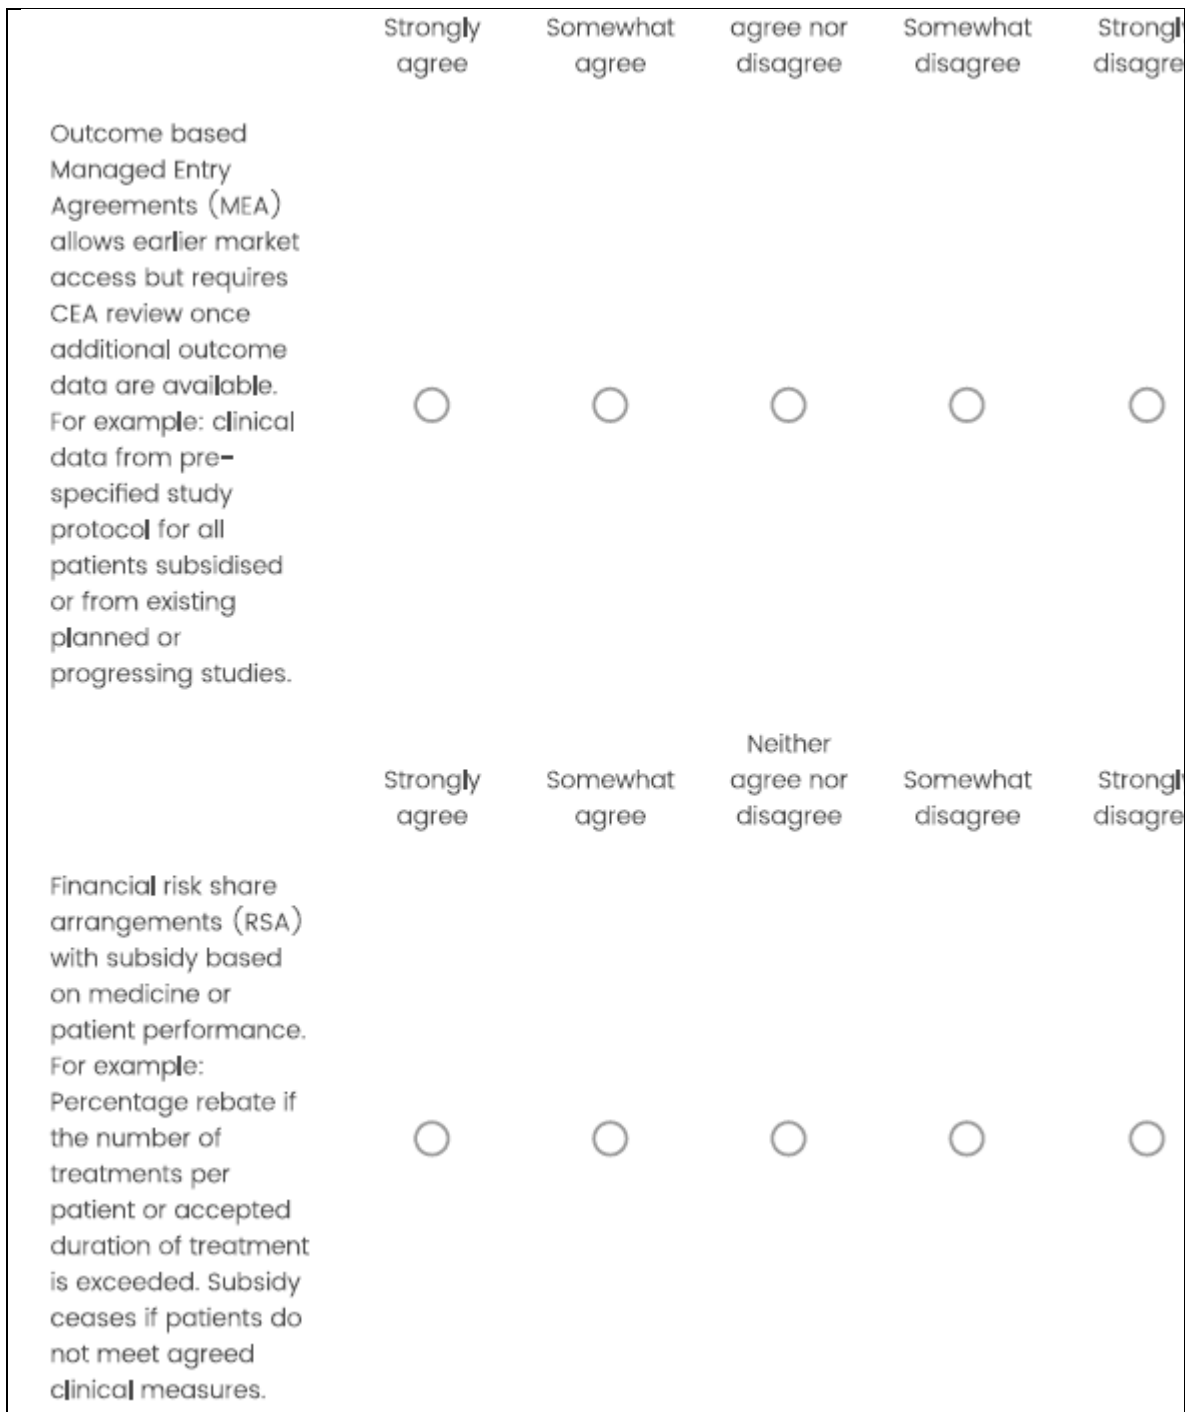 Strongly Somewhat agree nor Somewhat Strongl
agree agree disagree disagree disagre
Outcome based
Managed Entry
Agreements (MEA)
allows earlier market
access but requires
CEA review once
additional outcome
data are available.
For example: clinical
data from pre-
specified study
protocol for all
patients subsidised
or from existing
planned or
progressing studies.
Neither
Strongly Somewhat agree nor Somewhat Strongl
agree agree disagree disagree disagre
Financial risk share
arrangements (RSA)
with subsidy based
on medicine or
patient performance.
For example:
Percentage rebate if
the number of
treatments per
patient or accepted
duration of treatment
is exceeded. Subsidy
ceases if patients do
not meet agreed
clinical measures.